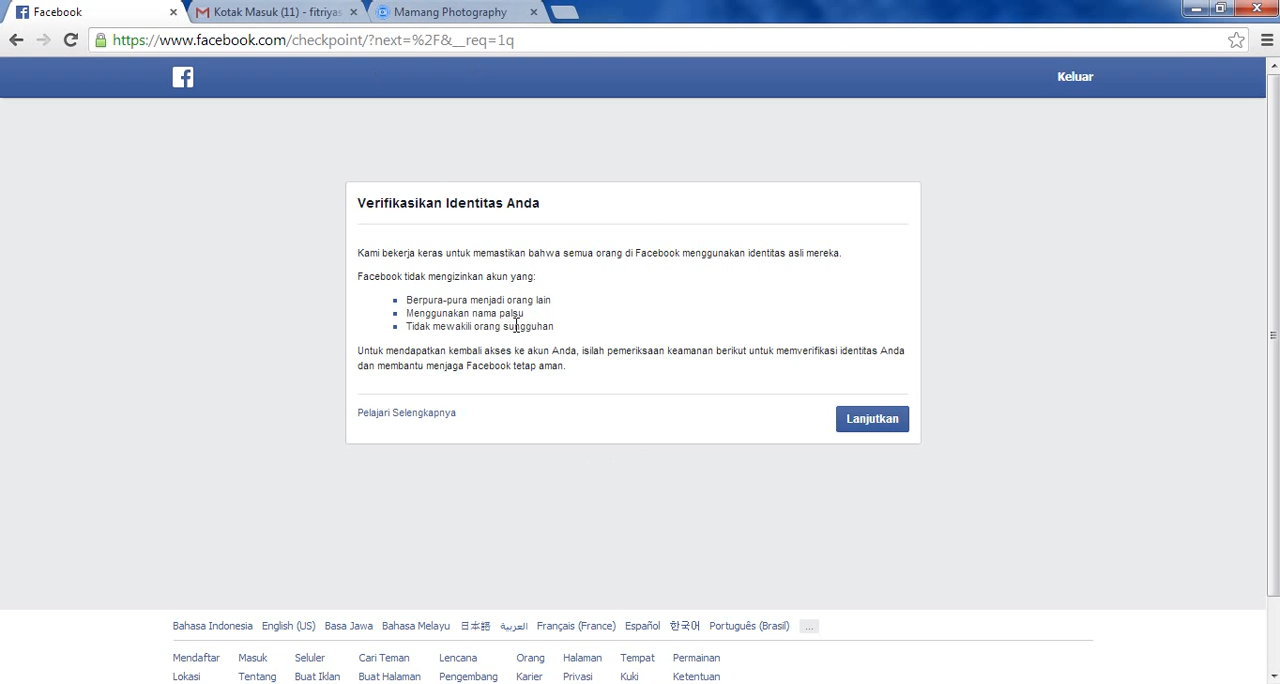 Facebook
Kotak Masuk (11) - fitriyas
Mamang Photography
https://www.facebook.com/checkpoint/?next=%2F&__req=1q
Keluar
Verifikasikan Identitas Anda
Kami bekerja keras untuk memastikan bahwa semua orang di Facebook menggunakan identitas asli mereka.
Facebook tidak mengizinkan akun yang:
Berpura-pura menjadi orang lain
Menggunakan nama palsu
Tidak mewakili orang sungguhan
Untuk mendapatkan kembali akses ke akun Anda, isilah pemeriksaan keamanan berikut untuk memverifikasi identitas Anda
dan membantu menjaga Facebook tetap aman.
Pelajari Selengkapnya
Lanjutkan
Bahasa Indonesia English (US) Basa Jawa Bahasa Melayu 日本語 العربية Français (France) Español 한국어 Português (Brasil) ...
Mendaftar Masuk Seluler Cari Teman Lencana Orang Halaman Tempat Permainan
Lokasi Tentang Buat Iklan Buat Halaman Pengembang Karier Privasi Kuki Ketentuan